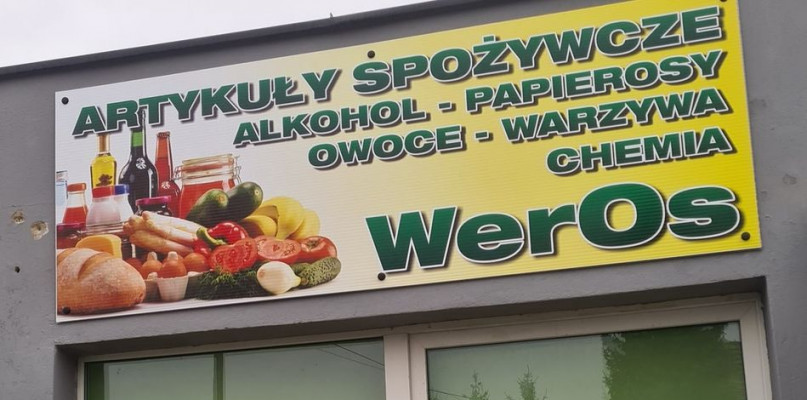 ARTYKUŁY SPOŻYWCZE
ALKOHOL - PAPIEROSY
OWOCE - WARZYWA
CHEMIA
WerOs